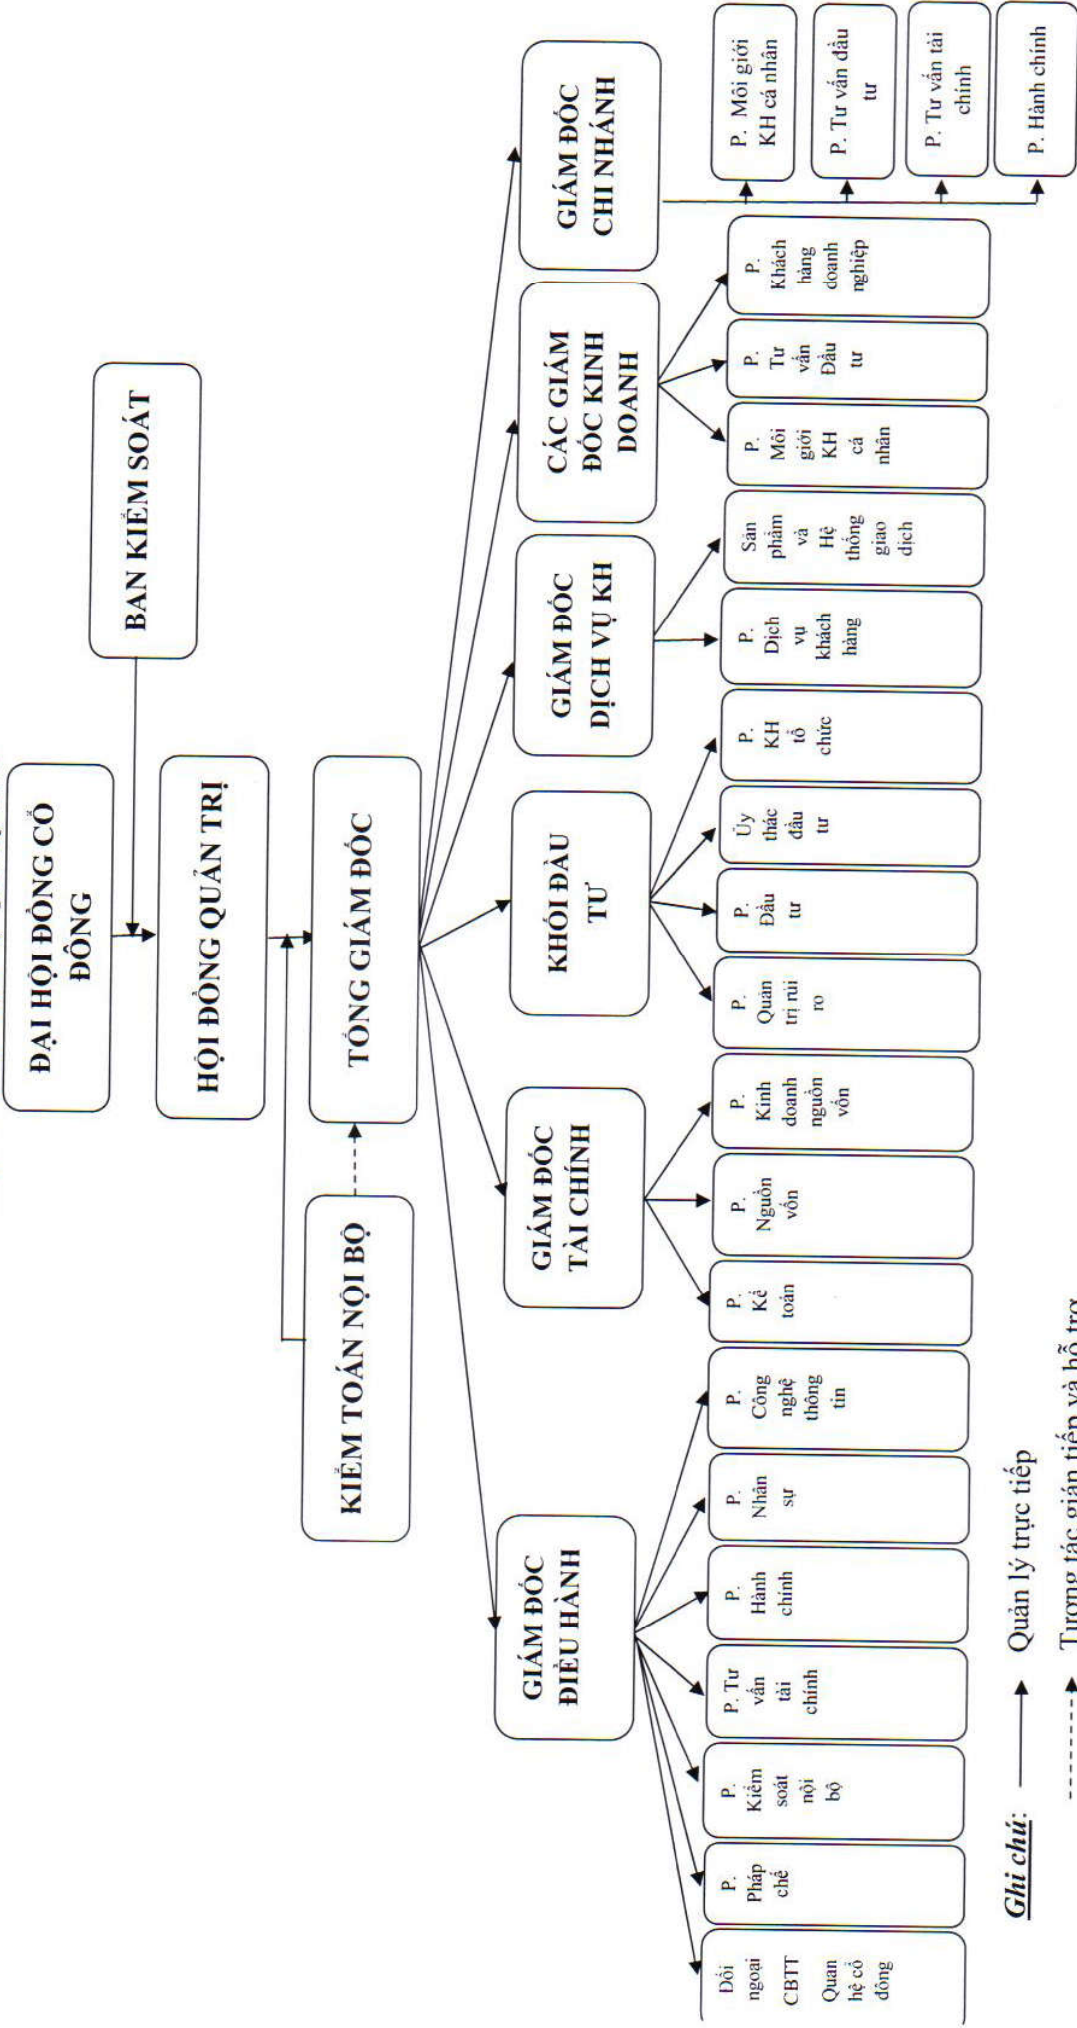 ĐẠI HỘI ĐỒNG CỔ
ĐÔNG
BAN KIỂM SOÁT
HỘI ĐỒNG QUẢN TRỊ
KIỂM TOÁN NỘI BỘ
TỔNG GIÁM ĐỐC
GIÁM ĐỐC
ĐIỀU HÀNH
GIÁM ĐỐC
TÀI CHÍNH
KHỐI ĐẦU
TƯ
GIÁM ĐỐC
DỊCH VỤ KH
CÁC GIÁM
ĐỐC KINH
DOANH
GIÁM ĐỐC
CHI NHÁNH
Đối
ngoại
CBTT
Quan
hệ cổ
đông
P.
Pháp
chế
P.
Kiểm
soát
nội
bộ
P. Tư
vấn
tài
chính
P.
Hành
chính
P.
Nhân
sự
P.
Công
nghệ
thông
tin
P.
Kế
toán
P.
Nguồn
vốn
P.
Kinh
doanh
nguồn
vốn
P.
Quản
trị rủi
ro
P.
Đầu
tư
Ủy
thác
đầu
tư
P.
KH
tổ
chức
P.
Dịch
vụ
khách
hàng
Sản
phẩm
và
Hệ
thống
giao
dịch
P.
Môi
giới
KH
cá
nhân
P.
Tư
vấn
Đầu
tư
P.
Khách
hàng
doanh
nghiệp
P. Môi giới
KH cá nhân
P. Tư vấn đầu
tư
P. Tư vấn tài
chính
P. Hành chính
Ghi chú:
Quản lý trực tiếp
Tương tác gián tiếp và hỗ trợ